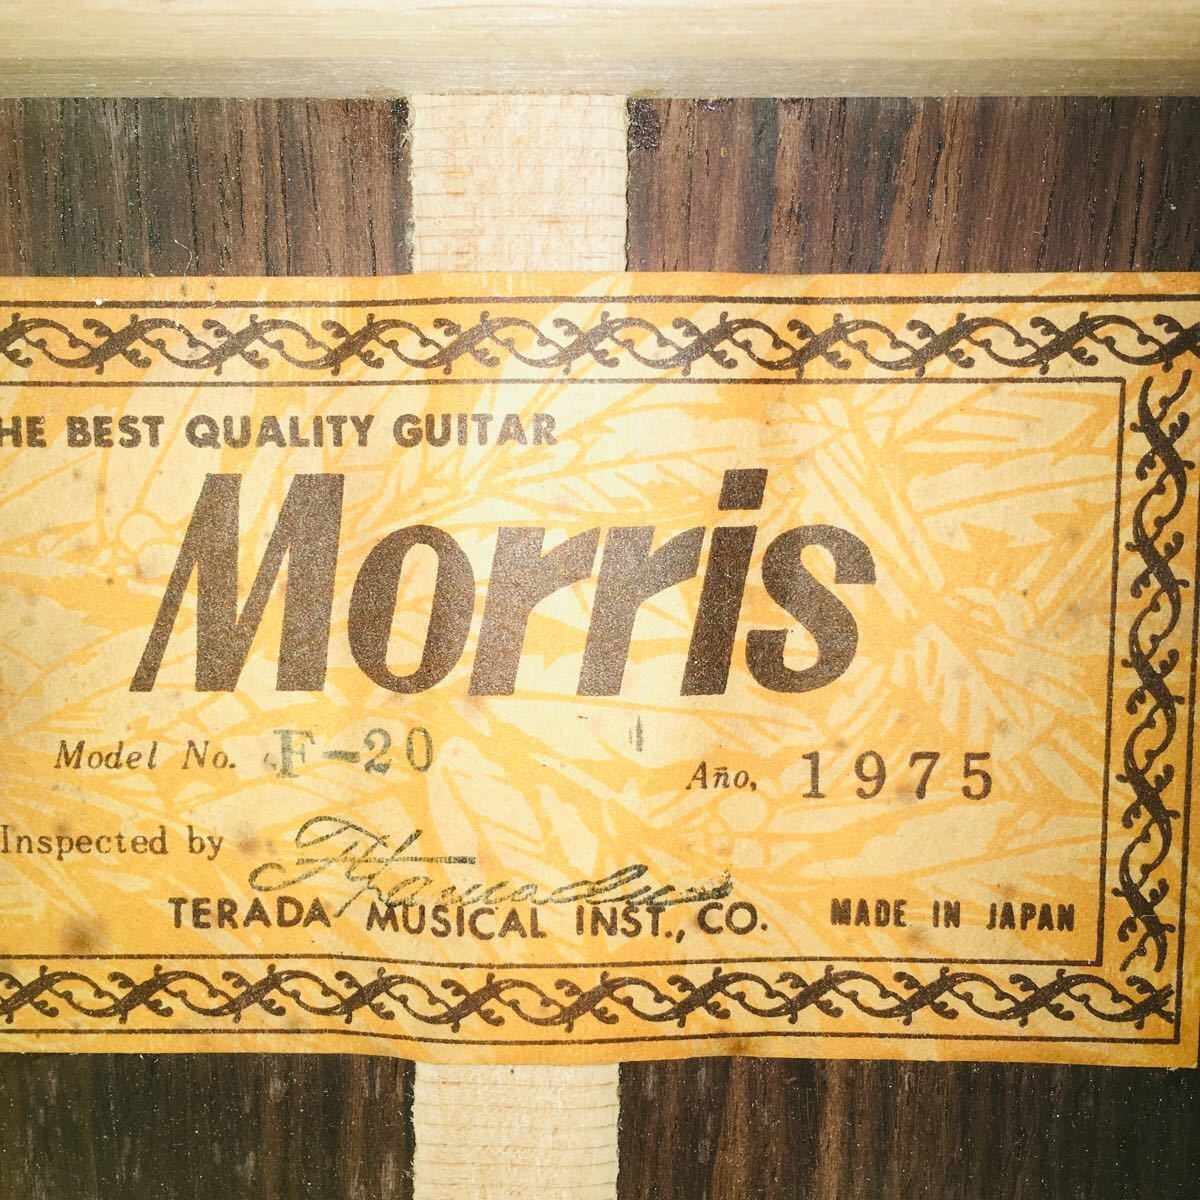 HE BEST QUALITY GUITAR
Morris
Model No. F-20
Año, 1975
Inspected by
TERADA MUSICAL INST., CO. MADE IN JAPAN